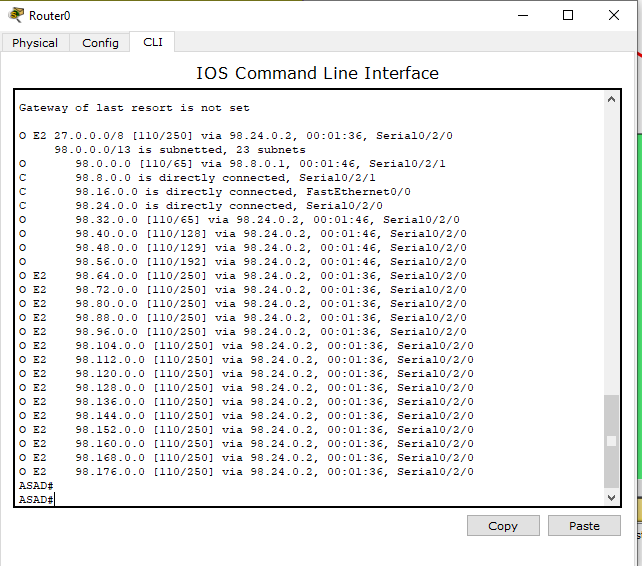 Router0
Physical Config CLI
IOS Command Line Interface
Gateway of last resort is not set
O E2 27.0.0.0/8 [110/250] via 98.24.0.2, 00:01:36, Serial0/2/0
98.0.0.0/13 is subnetted, 23 subnets
O 98.0.0.0 [110/65] via 98.8.0.1, 00:01:46, Serial0/2/1
C 98.8.0.0 is directly connected, Serial0/2/1
C 98.16.0.0 is directly connected, FastEthernet0/0
C 98.24.0.0 is directly connected, Serial0/2/0
O 98.32.0.0 [110/65] via 98.24.0.2, 00:01:46, Serial0/2/0
O 98.40.0.0 [110/128] via 98.24.0.2, 00:01:46, Serial0/2/0
O 98.48.0.0 [110/129] via 98.24.0.2, 00:01:46, Serial0/2/0
O 98.56.0.0 [110/192] via 98.24.0.2, 00:01:46, Serial0/2/0
O E2 98.64.0.0 [110/250] via 98.24.0.2, 00:01:36, Serial0/2/0
O E2 98.72.0.0 [110/250] via 98.24.0.2, 00:01:36, Serial0/2/0
O E2 98.80.0.0 [110/250] via 98.24.0.2, 00:01:36, Serial0/2/0
O E2 98.88.0.0 [110/250] via 98.24.0.2, 00:01:36, Serial0/2/0
O E2 98.96.0.0 [110/250] via 98.24.0.2, 00:01:36, Serial0/2/0
O E2 98.104.0.0 [110/250] via 98.24.0.2, 00:01:36, Serial0/2/0
O E2 98.112.0.0 [110/250] via 98.24.0.2, 00:01:36, Serial0/2/0
O E2 98.120.0.0 [110/250] via 98.24.0.2, 00:01:36, Serial0/2/0
O E2 98.128.0.0 [110/250] via 98.24.0.2, 00:01:36, Serial0/2/0
O E2 98.136.0.0 [110/250] via 98.24.0.2, 00:01:36, Serial0/2/0
O E2 98.144.0.0 [110/250] via 98.24.0.2, 00:01:36, Serial0/2/0
O E2 98.152.0.0 [110/250] via 98.24.0.2, 00:01:36, Serial0/2/0
O E2 98.160.0.0 [110/250] via 98.24.0.2, 00:01:36, Serial0/2/0
O E2 98.168.0.0 [110/250] via 98.24.0.2, 00:01:36, Serial0/2/0
O E2 98.176.0.0 [110/250] via 98.24.0.2, 00:01:36, Serial0/2/0
ASAD#
ASAD#
Copy Paste